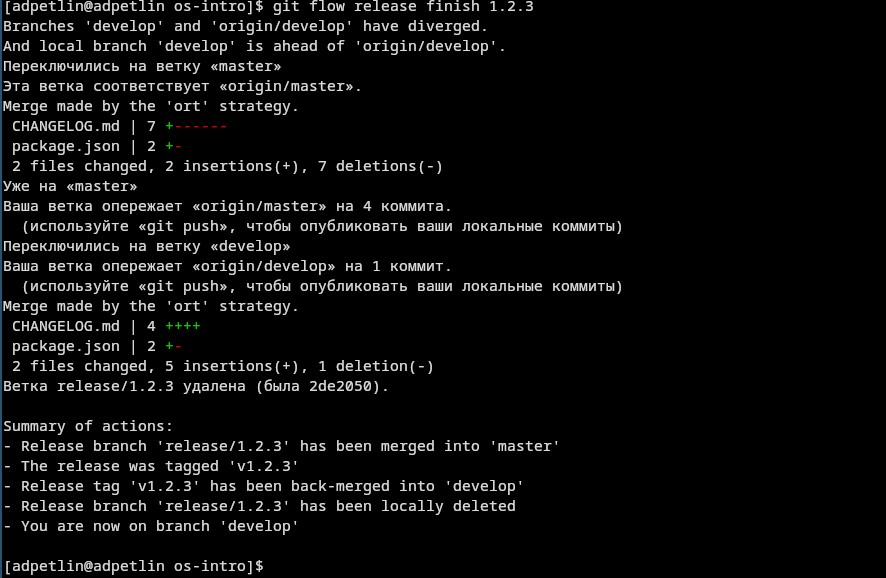 [adpetlin@adpetlin os-intro]$ git flow release finish 1.2.3
Branches 'develop' and 'origin/develop' have diverged.
And local branch 'develop' is ahead of 'origin/develop'.
Переключились на ветку «master»
Эта ветка соответствует «origin/master».
Merge made by the 'ort' strategy.
 CHANGELOG.md | 7 +------
 package.json | 2 +-
 2 files changed, 2 insertions(+), 7 deletions(-)
Уже на «master»
Ваша ветка опережает «origin/master» на 4 коммита.
  (используйте «git push», чтобы опубликовать ваши локальные коммиты)
Переключились на ветку «develop»
Ваша ветка опережает «origin/develop» на 1 коммит.
  (используйте «git push», чтобы опубликовать ваши локальные коммиты)
Merge made by the 'ort' strategy.
 CHANGELOG.md | 4 ++++
 package.json | 2 +-
 2 files changed, 5 insertions(+), 1 deletion(-)
Ветка release/1.2.3 удалена (была 2de2050).

Summary of actions:
- Release branch 'release/1.2.3' has been merged into 'master'
- The release was tagged 'v1.2.3'
- Release tag 'v1.2.3' has been back-merged into 'develop'
- Release branch 'release/1.2.3' has been locally deleted
- You are now on branch 'develop'

[adpetlin@adpetlin os-intro]$